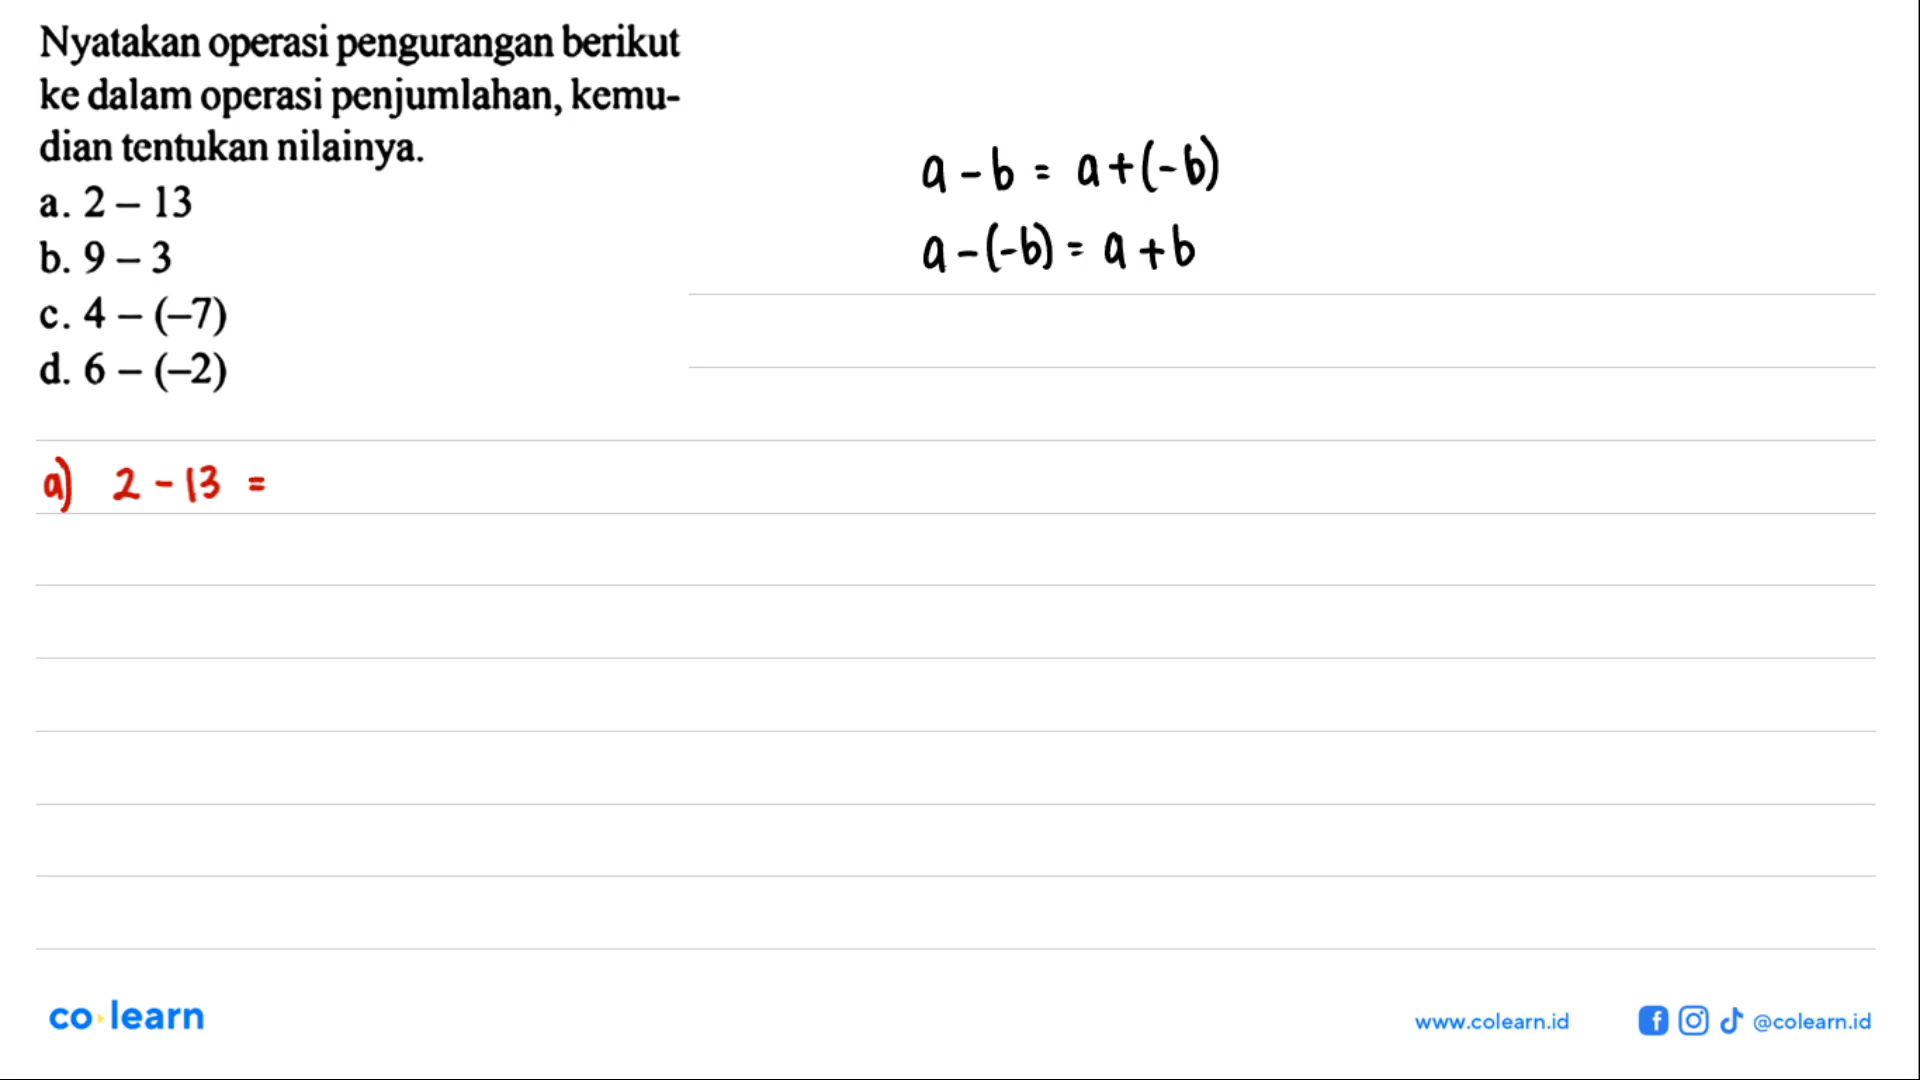 Nyatakan operasi pengurangan berikut
ke dalam operasi penjumlahan, kemu-
dian tentukan nilainya.
a. 2 – 13
b. 9 – 3
c. 4 – (–7)
d. 6 – (–2)
a - b = a + (-b)
a - (-b) = a + b
a) 2 - 13 =
co learn
www.colearn.id
@colearn.id